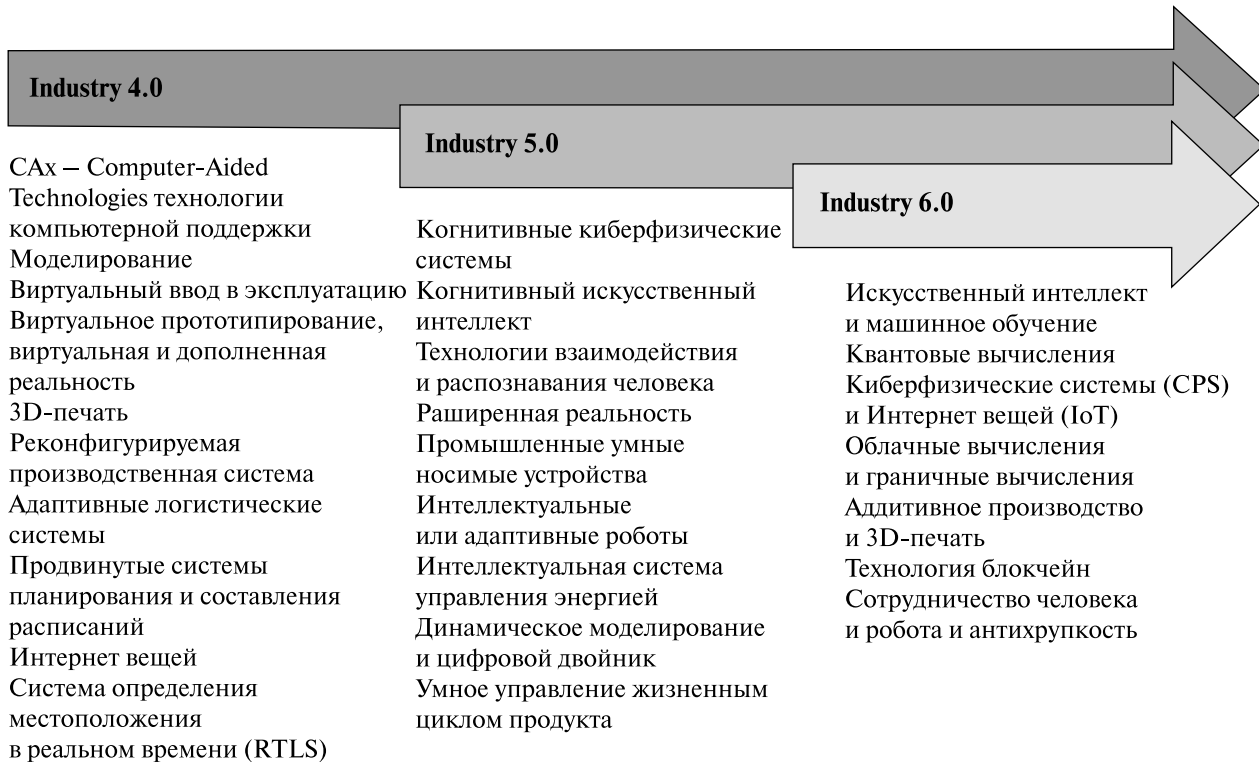 Industry 4.0
CAx – Computer-Aided
Technologies технологии
компьютерной поддержки
Моделирование
Виртуальный ввод в эксплуатацию
Виртуальное прототипирование,
виртуальная и дополненная
реальность
3D-печать
Реконфигурируемая
производственная система
Адаптивные логистические
системы
Продвинутые системы
планирования и составления
расписаний
Интернет вещей
Система определения
местоположения
в реальном времени (RTLS)
Industry 5.0
Когнитивные киберфизические
системы
Когнитивный искусственный
интеллект
Технологии взаимодействия
и распознавания человека
Раширенная реальность
Промышленные умные
носимые устройства
Интеллектуальные
или адаптивные роботы
Интеллектуальная система
управления энергией
Динамическое моделирование
и цифровой двойник
Умное управление жизненным
циклом продукта
Industry 6.0
Искусственный интеллект
и машинное обучение
Квантовые вычисления
Киберфизические системы (CPS)
и Интернет вещей (IoT)
Облачные вычисления
и граничные вычисления
Аддитивное производство
и 3D-печать
Технология блокчейн
Сотрудничество человека
и робота и антихрупкость